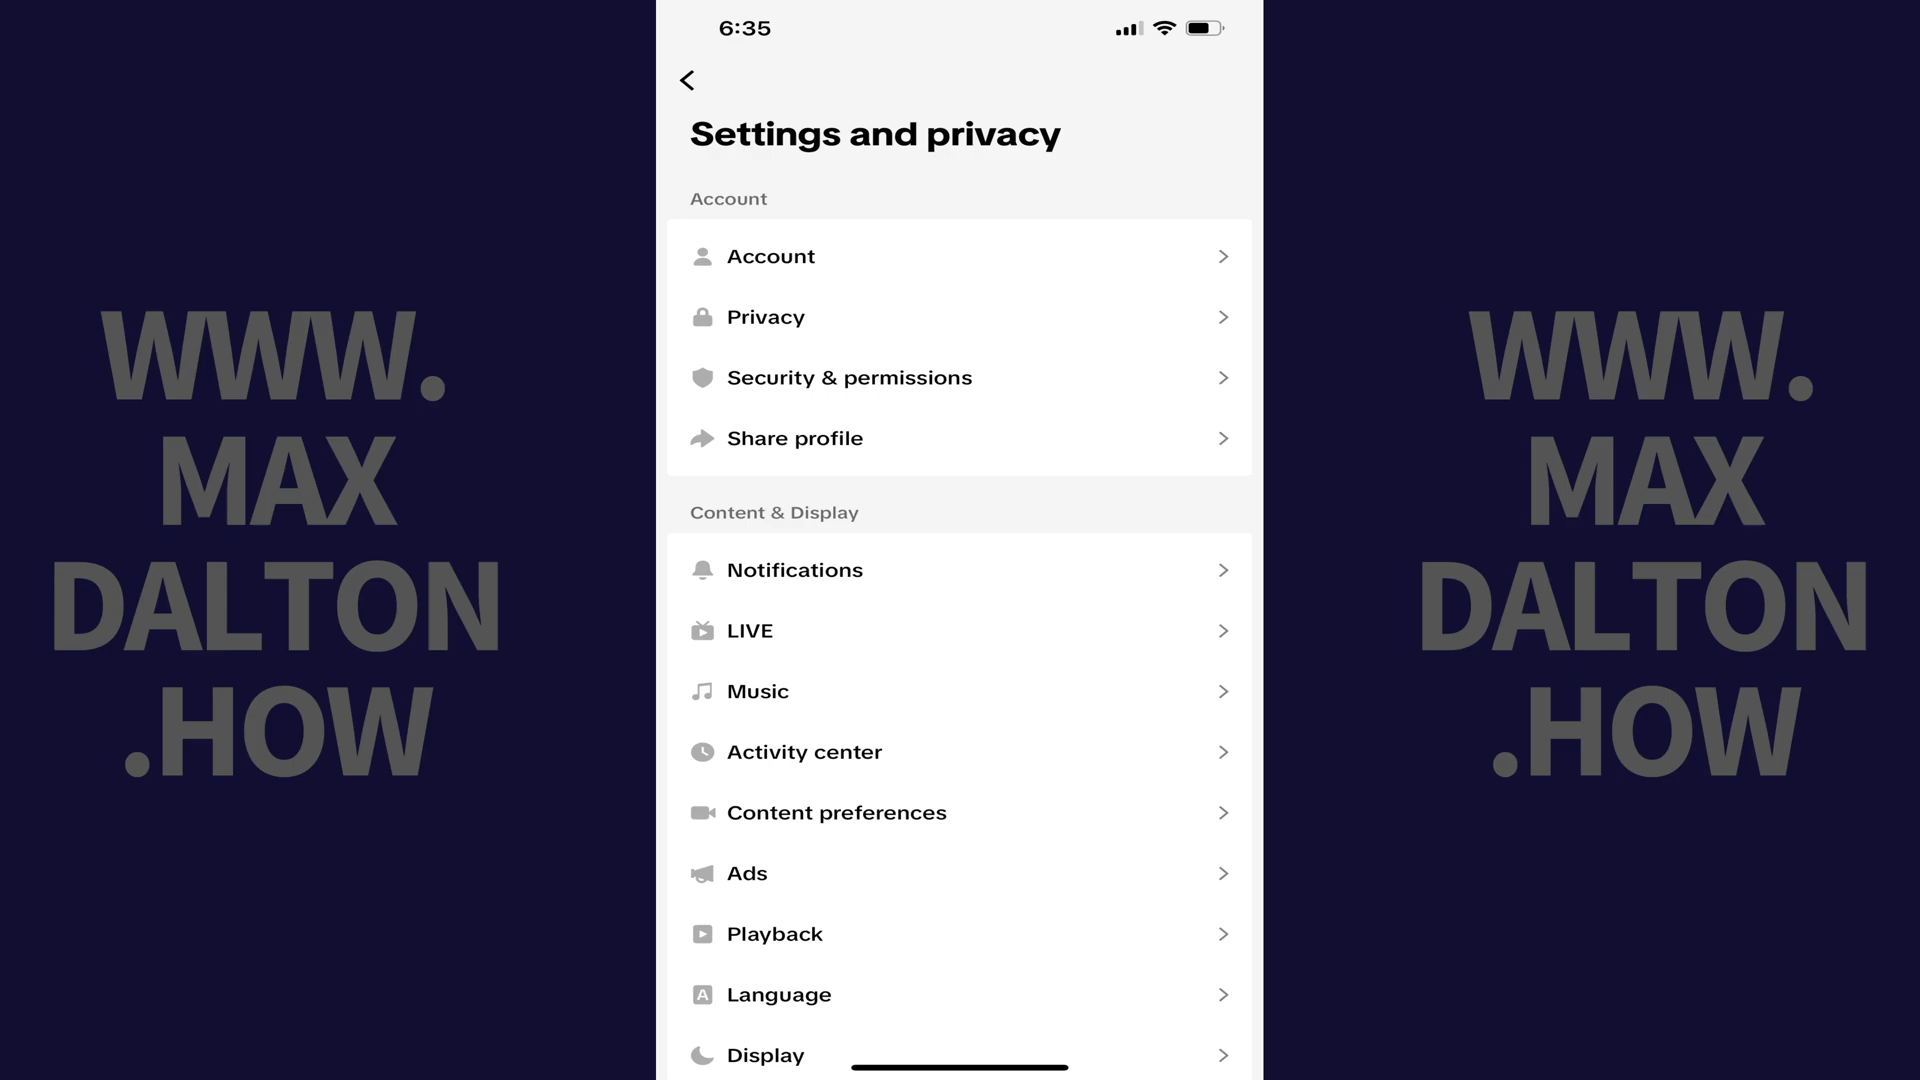 6:35
Settings and privacy
Account
Account
Privacy
Security & permissions
Share profile
Content & Display
Notifications
LIVE
Music
Activity center
Content preferences
Ads
Playback
A Language
Display
WWW.
MAX
DALTON
.HOW
WWW.
MAX
DALTON
.HOW